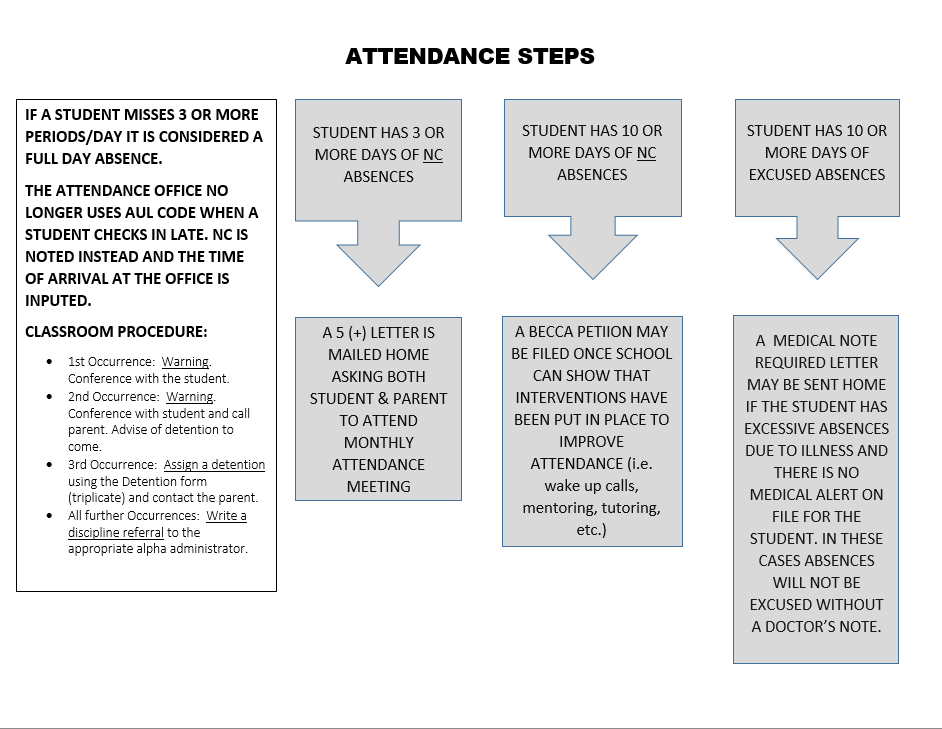 ATTENDANCE STEPS
IF A STUDENT MISSES 3 OR MORE
PERIODS/DAY IT IS CONSIDERED A
FULL DAY ABSENCE.
THE ATTENDANCE OFFICE NO
LONGER USES AUL CODE WHEN A
STUDENT CHECKS IN LATE. NC IS
NOTED INSTEAD AND THE TIME
OF ARRIVAL AT THE OFFICE IS
INPUTED.
CLASSROOM PROCEDURE:
• 1st Occurrence: Warning.
Conference with the student.
• 2nd Occurrence: Warning.
Conference with student and call
parent. Advise of detention to
come.
• 3rd Occurrence: Assign a detention
using the Detention form
(triplicate) and contact the parent.
• All further Occurrences: Write a
discipline referral to the
appropriate alpha administrator.
STUDENT HAS 3 OR
MORE DAYS OF NC
ABSENCES
A 5 (+) LETTER IS
MAILED HOME
ASKING BOTH
STUDENT & PARENT
TO ATTEND
MONTHLY
ATTENDANCE
MEETING
STUDENT HAS 10 OR
MORE DAYS OF NC
ABSENCES
A BECCA PETIION MAY
BE FILED ONCE SCHOOL
CAN SHOW THAT
INTERVENTIONS HAVE
BEEN PUT IN PLACE TO
IMPROVE
ATTENDANCE (i.e.
wake up calls,
mentoring, tutoring,
etc.)
STUDENT HAS 10 OR
MORE DAYS OF
EXCUSED ABSENCES
A MEDICAL NOTE
REQUIRED LETTER
MAY BE SENT HOME
IF THE STUDENT HAS
EXCESSIVE ABSENCES
DUE TO ILLNESS AND
THERE IS NO
MEDICAL ALERT ON
FILE FOR THE
STUDENT. IN THESE
CASES ABSENCES
WILL NOT BE
EXCUSED WITHOUT
A DOCTOR’S NOTE.